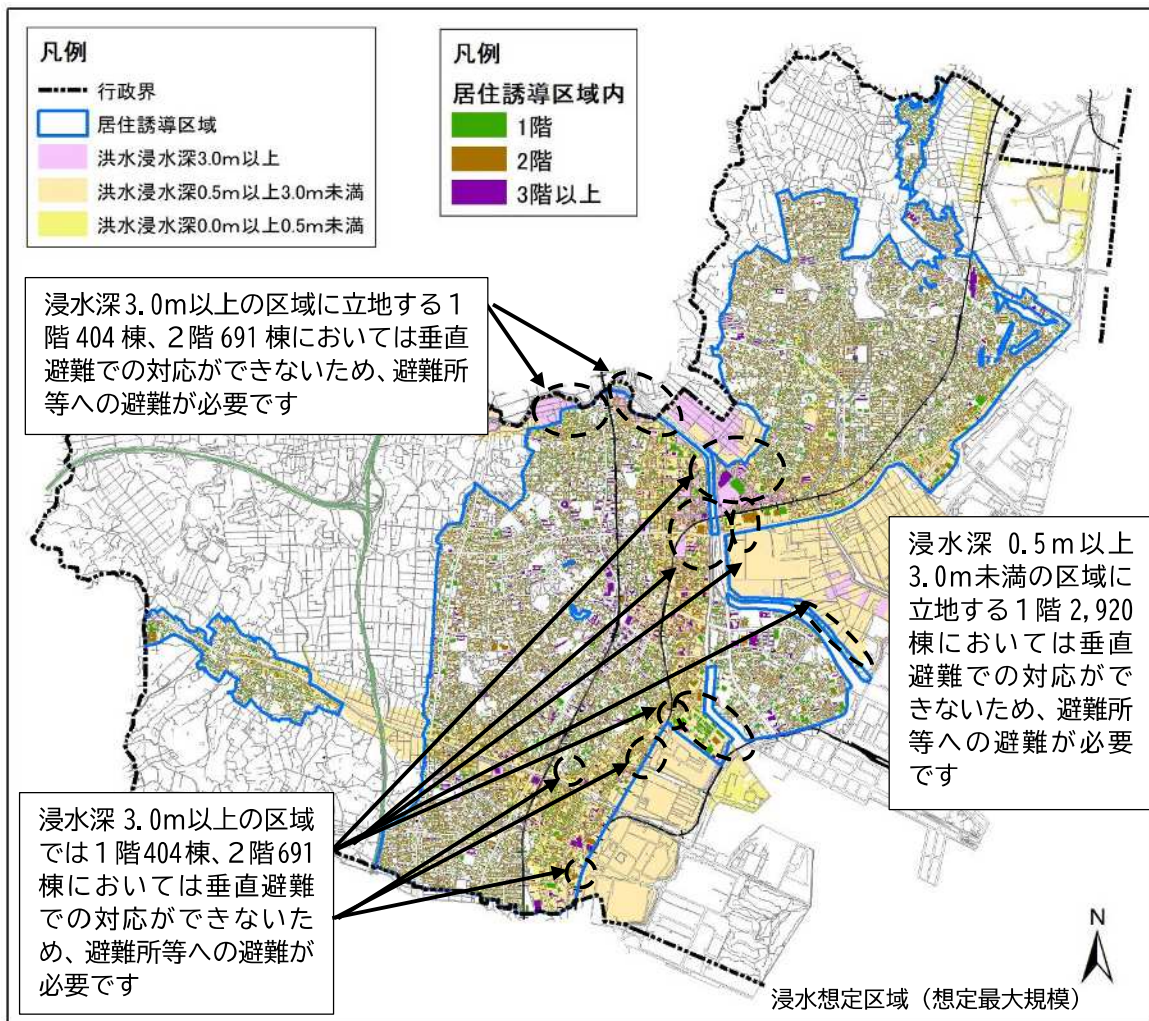 凡例
行政界
居住誘導区域
洪水浸水深3.0m以上
洪水浸水深0.5m以上3.0m未満
洪水浸水深0.0m以上0.5m未満
凡例
居住誘導区域内
1階
2階
3階以上
浸水深3.0m以上の区域に立地する1
階404棟、2階691棟においては垂直
避難での対応ができないため、避難所
等への避難が必要です
浸水深 0.5m以上
3.0m未満の区域に
立地する1階2,920
棟においては垂直
避難での対応がで
きないため、避難所
等への避難が必要
です
浸水深3.0m以上の区域
では1階404棟、2階691
棟においては垂直避難
での対応ができないた
め、避難所等への避難が
必要です
N
浸水想定区域（想定最大規模）